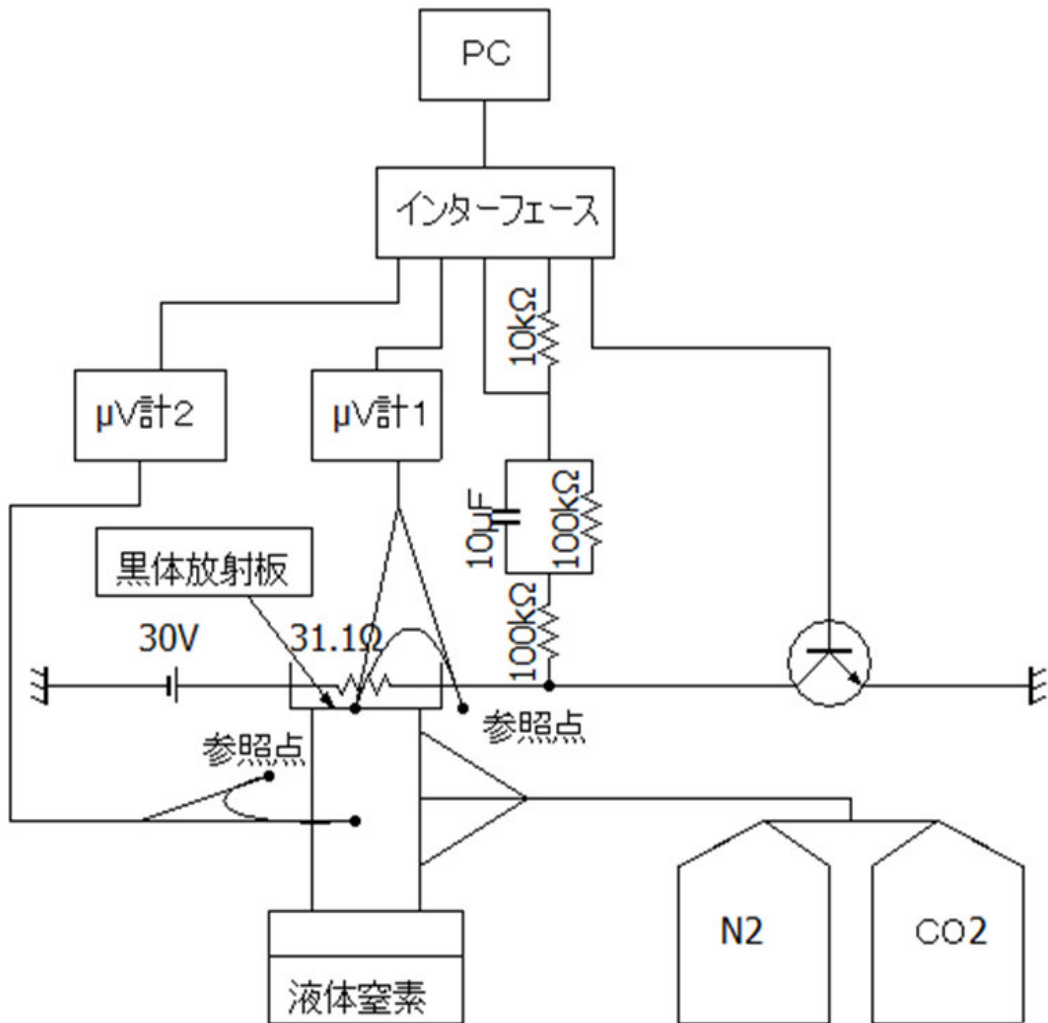 PC
インターフェース
10kΩ
μV計2
μV計1
10μF
100kΩ
黒体放射板
100kΩ
30V
31.1Ω
参照点
参照点
N2
CO2
液体窒素